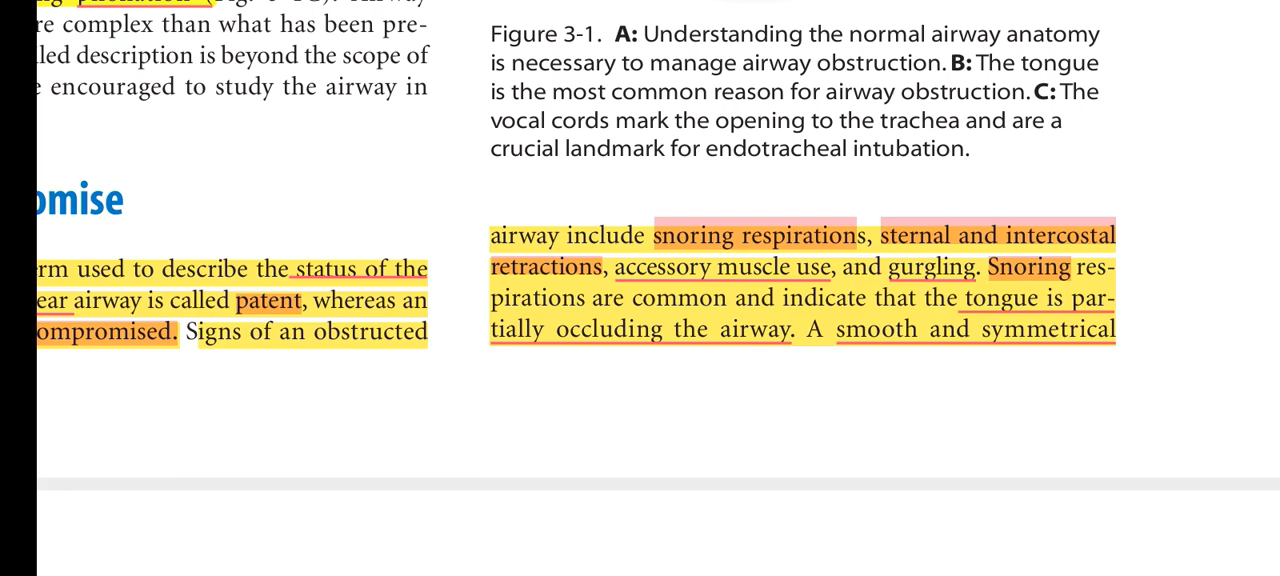 re complex than what has been pre-
led description is beyond the scope of
encouraged to study the airway in
omise
rm used to describe the status of the
ear airway is called patent, whereas an
ompromised. Signs of an obstructed
Figure 3-1. A: Understanding the normal airway anatomy
is necessary to manage airway obstruction. B: The tongue
is the most common reason for airway obstruction. C: The
vocal cords mark the opening to the trachea and are a
crucial landmark for endotracheal intubation.
airway include snoring respirations, sternal and intercostal
retractions, accessory muscle use, and gurgling. Snoring res-
pirations are common and indicate that the tongue is par-
tially occluding the airway. A smooth and symmetrical